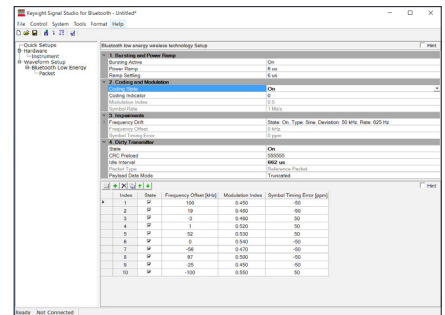 Keysight Signal Studio for Bluetooth - Untitled*
File Control System Tools Format Help
Quick Setups
Hardware
Instrument
Waveform Setup
Bluetooth Low Energy
Packet
Bluetooth low energy wireless technology Setup Hint
1. Bursting and Power Ramp
Bursting Active On
Power Ramp 6 us
Ramp Settling 6 us
2. Coding and Modulation
Coding State On
Coding Indicator 0
Modulation Index 0.5
Symbol Rate 1 Ms/s
3. Impairments
Frequency Drift State: On, Type: Sine, Deviation: 50 kHz, Rate: 625 Hz
Frequency Offset 0 kHz
Symbol Timing Error 0 ppm
4. Dirty Transmitter
State On
CRC Preload 555555
Idle Interval 662 us
Packet Type Reference Packet
Payload Data Mode Truncated
Hint
Index State Frequency Offset [kHz] Modulation Index Symbol Timing Error [ppm]
1 100 0.450 -50
2 19 0.480 -50
3 -3 0.460 50
4 1 0.520 50
5 52 0.530 50
6 0 0.540 -50
7 -56 0.470 -50
8 97 0.500 -50
9 -25 0.450 -50
10 -100 0.550 50
Ready Not Connected